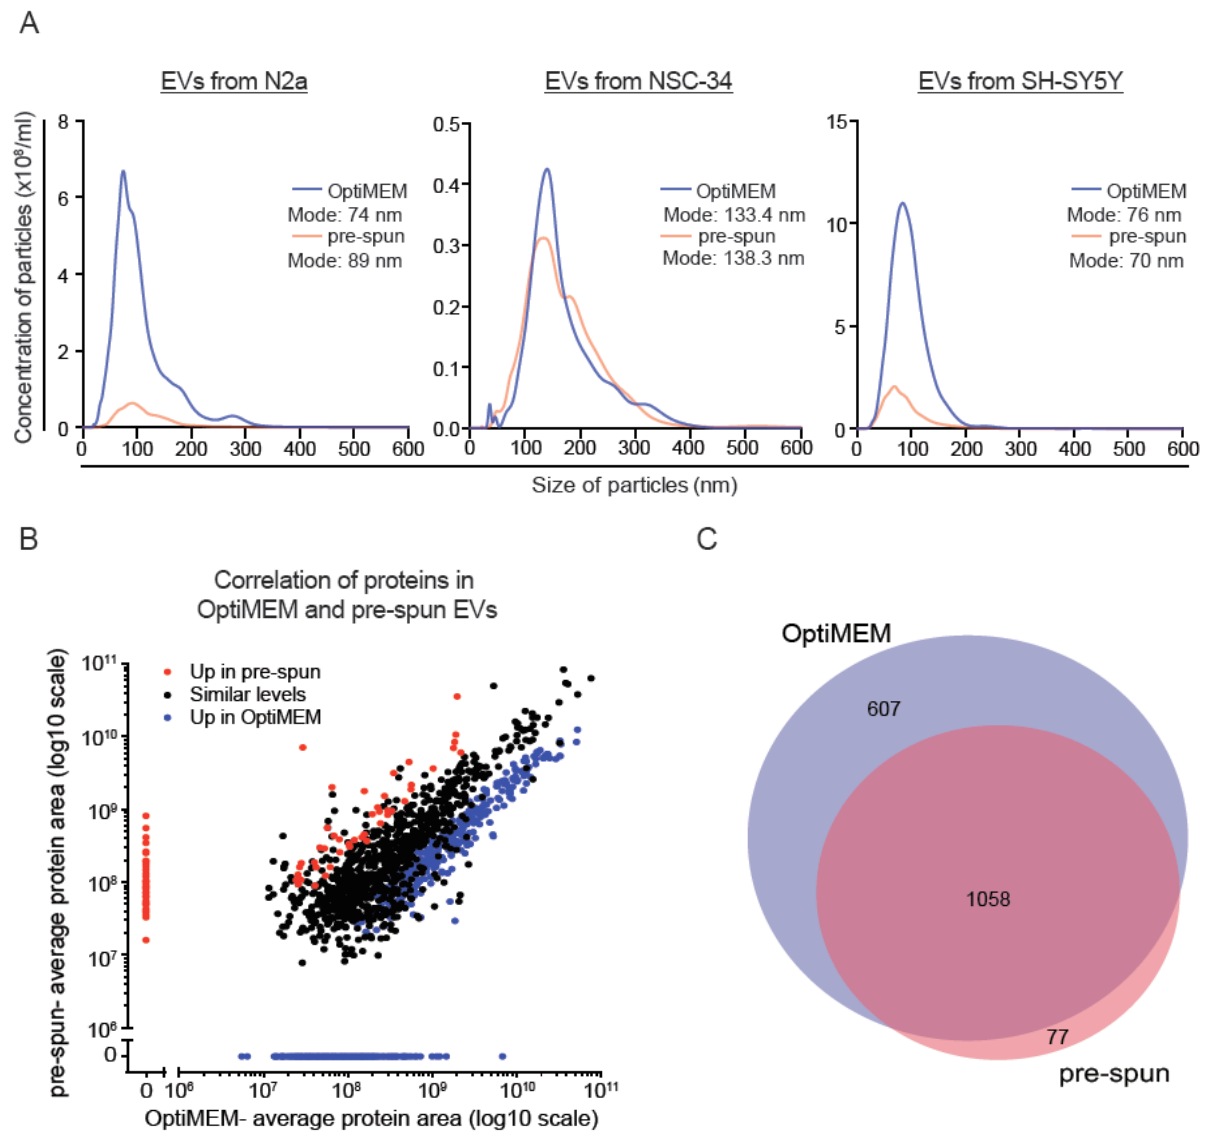 A
EVs from N2a
EVs from NSC-34
EVs from SH-SY5Y
Concentration of particles (x10⁸/ml)
8
6
4
2
0
OptiMEM
Mode: 74 nm
pre-spun
Mode: 89 nm
0 100 200 300 400 500 600
0.5
0.4
0.3
0.2
0.1
0.0
OptiMEM
Mode: 133.4 nm
pre-spun
Mode: 138.3 nm
0 100 200 300 400 500 600
15
10
5
0
OptiMEM
Mode: 76 nm
pre-spun
Mode: 70 nm
0 100 200 300 400 500 600
Size of particles (nm)
B
Correlation of proteins in
OptiMEM and pre-spun EVs
pre-spun- average protein area (log10 scale)
10¹¹
10¹⁰
10⁹
10⁸
10⁷
10⁶
0
Up in pre-spun
Similar levels
Up in OptiMEM
0 10⁶ 10⁷ 10⁸ 10⁹ 10¹⁰ 10¹¹
OptiMEM- average protein area (log10 scale)
C
OptiMEM
607
1058
77
pre-spun